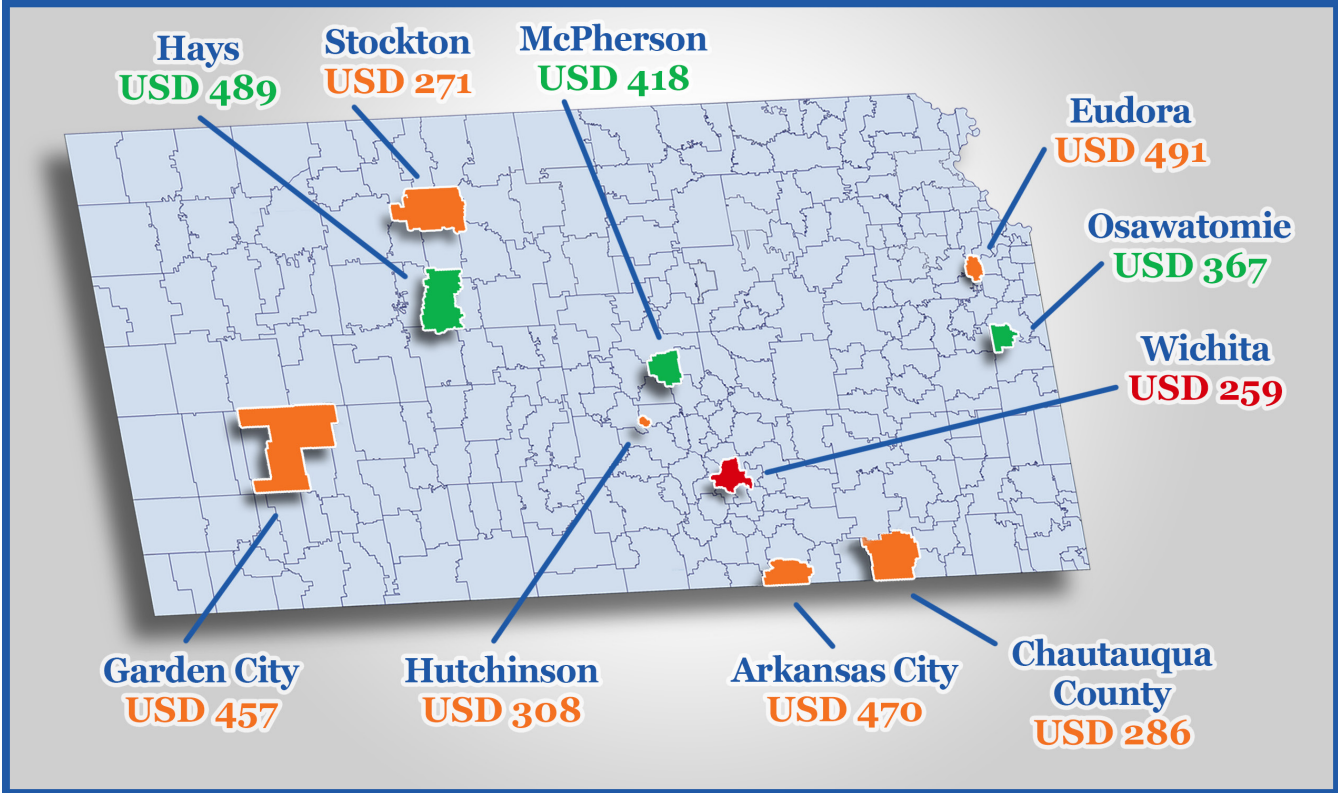 Hays
USD 489
Stockton
USD 271
McPherson
USD 418
Eudora
USD 491
Osawatomie
USD 367
Wichita
USD 259
Garden City
USD 457
Hutchinson
USD 308
Arkansas City
USD 470
Chautauqua
County
USD 286